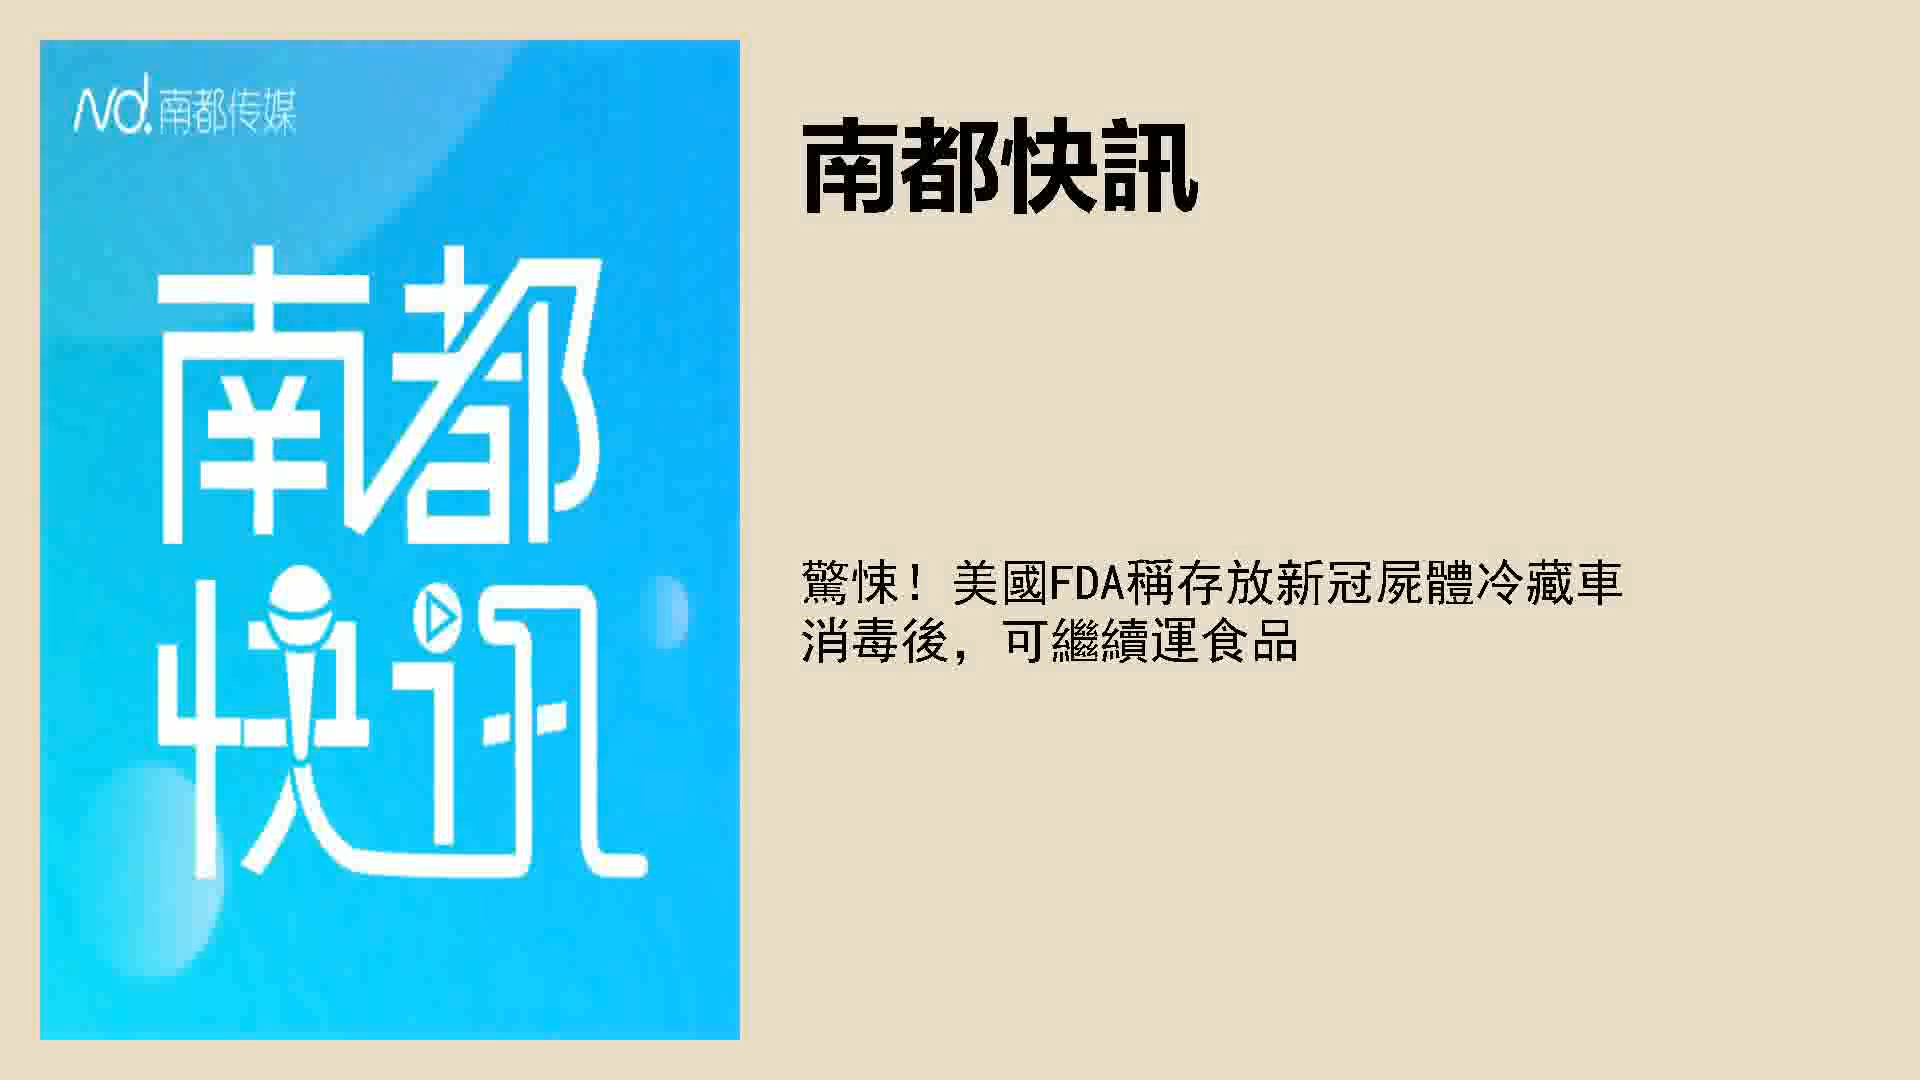 Nd.南都传媒
南都
快讯
南都快訊
驚悚！美國FDA稱存放新冠屍體冷藏車
消毒後，可繼續運食品